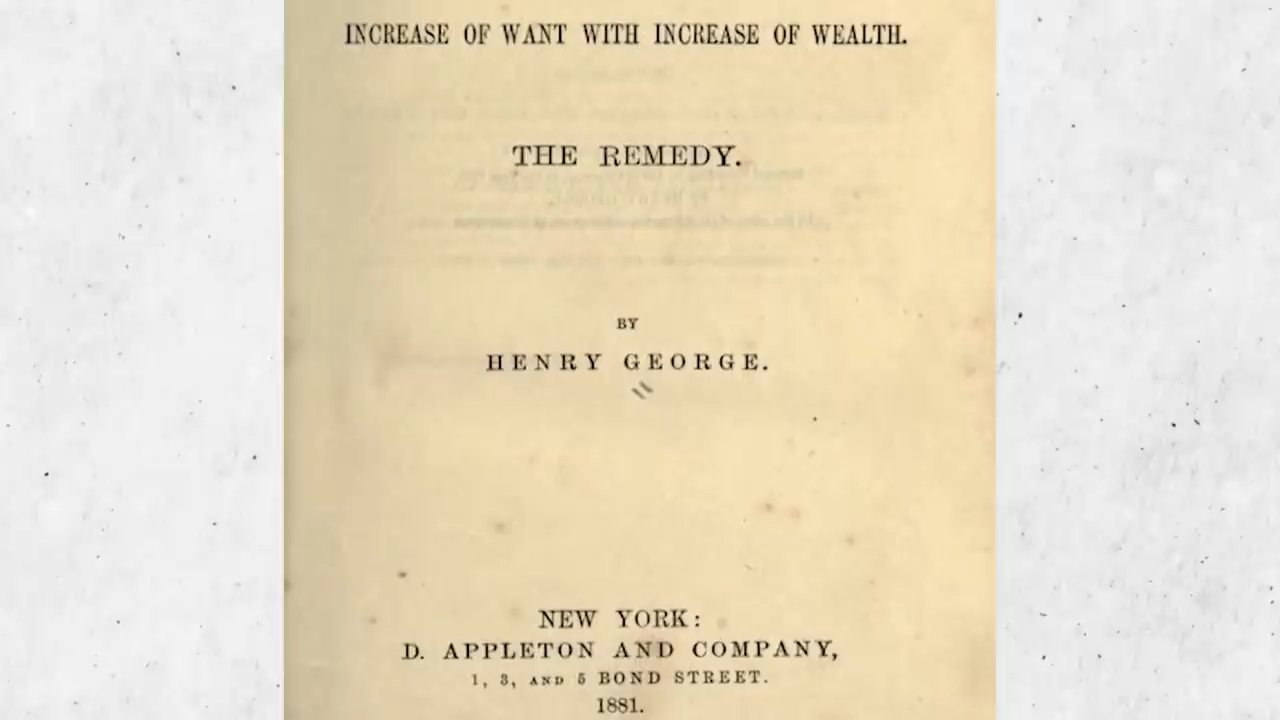 INCREASE OF WANT WITH INCREASE OF WEALTH.
THE REMEDY.
BY
HENRY GEORGE.
NEW YORK:
D. APPLETON AND COMPANY,
1, 3, AND 5 BOND STREET.
1881.